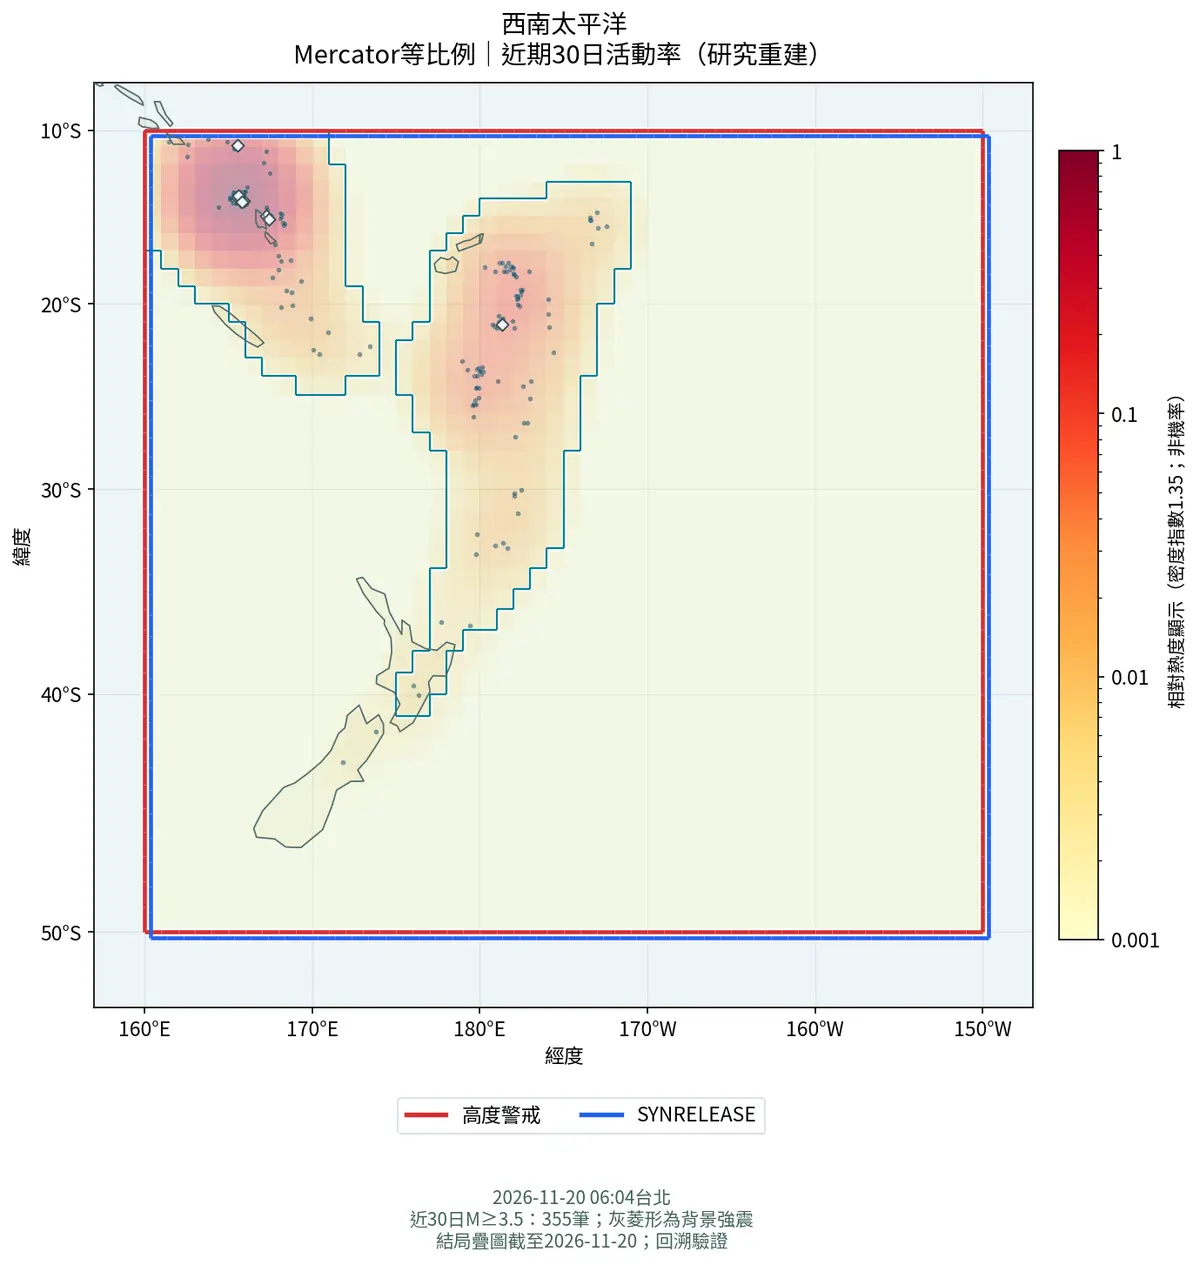 西南太平洋
Mercator等比例｜近期30日活動率（研究重建）
10°S
20°S
30°S
40°S
50°S
緯度
160°E
170°E
180°E
170°W
160°W
150°W
經度
1
0.1
0.01
0.001
相對熱度顯示（密度指數1.35；非機率）
高度警戒
SYNRELEASE
2026-11-20 06:04台北
近30日M≥3.5：355筆；灰菱形為背景強震
結局疊圖截至2026-11-20；回溯驗證